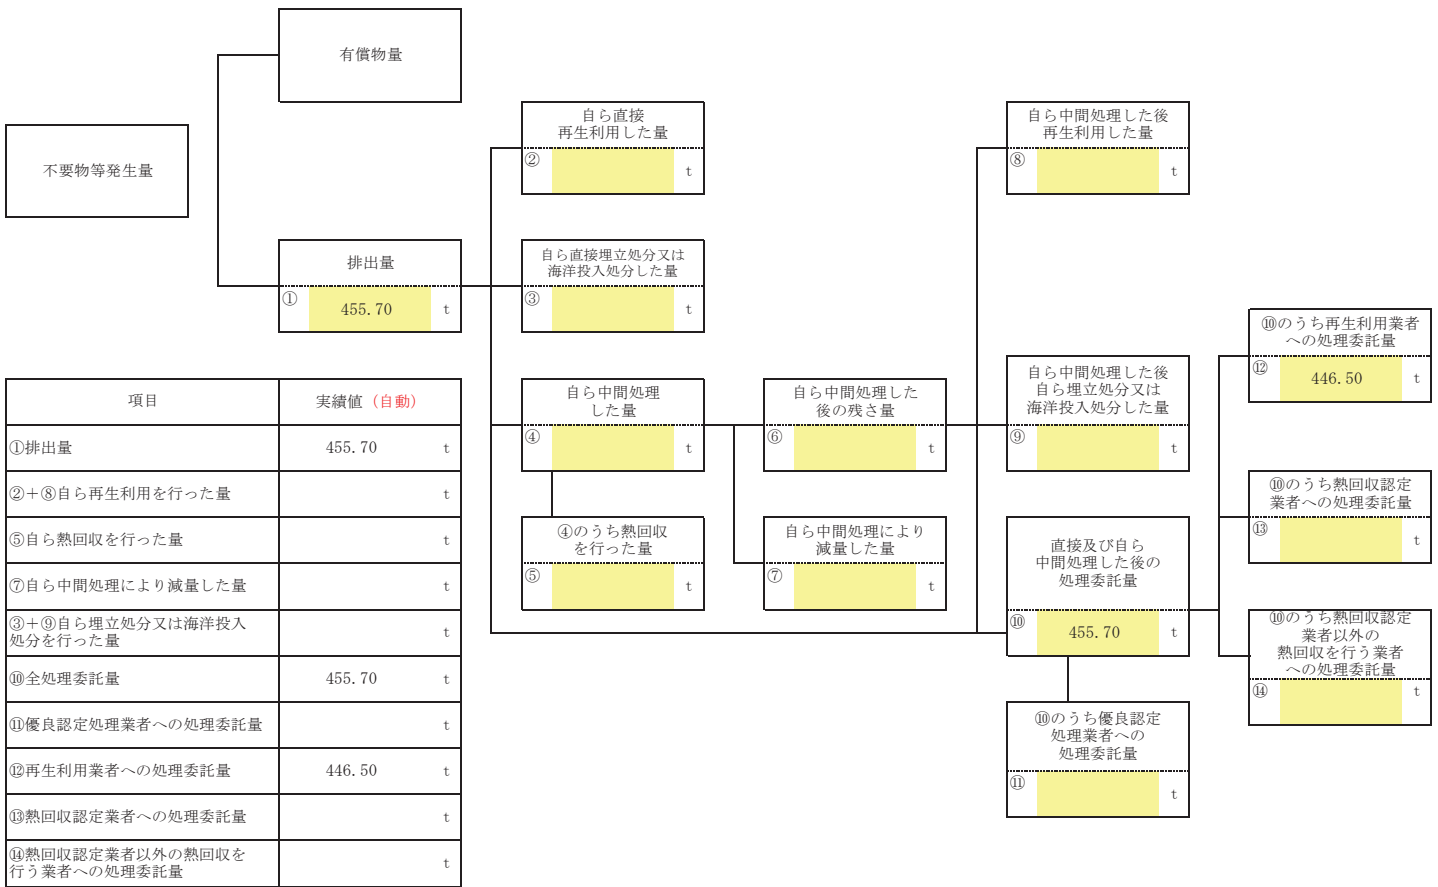 有償物量
不要物等発生量
排出量
① 455.70 t
自ら直接
再生利用した量
② t
自ら直接埋立処分又は
海洋投入処分した量
③ t
自ら中間処理
した量
④ t
④のうち熱回収
を行った量
⑤ t
自ら中間処理した
後の残さ量
⑥ t
自ら中間処理により
減量した量
⑦ t
自ら中間処理した後
再生利用した量
⑧ t
自ら中間処理した後
自ら埋立処分又は
海洋投入処分した量
⑨ t
直接及び自ら
中間処理した後の
処理委託量
⑩ 455.70 t
⑩のうち優良認定
処理業者への
処理委託量
⑪ t
⑩のうち再生利用業者
への処理委託量
⑫ 446.50 t
⑩のうち熱回収認定
業者への処理委託量
⑬ t
⑩のうち熱回収認定
業者以外の
熱回収を行う業者
への処理委託量
⑭ t
項目 実績値（自動）
①排出量 455.70 t
②＋⑧自ら再生利用を行った量 t
⑤自ら熱回収を行った量 t
⑦自ら中間処理により減量した量 t
③＋⑨自ら埋立処分又は海洋投入
処分を行った量 t
⑩全処理委託量 455.70 t
⑪優良認定処理業者への処理委託量 t
⑫再生利用業者への処理委託量 446.50 t
⑬熱回収認定業者への処理委託量 t
⑭熱回収認定業者以外の熱回収を
行う業者への処理委託量 t